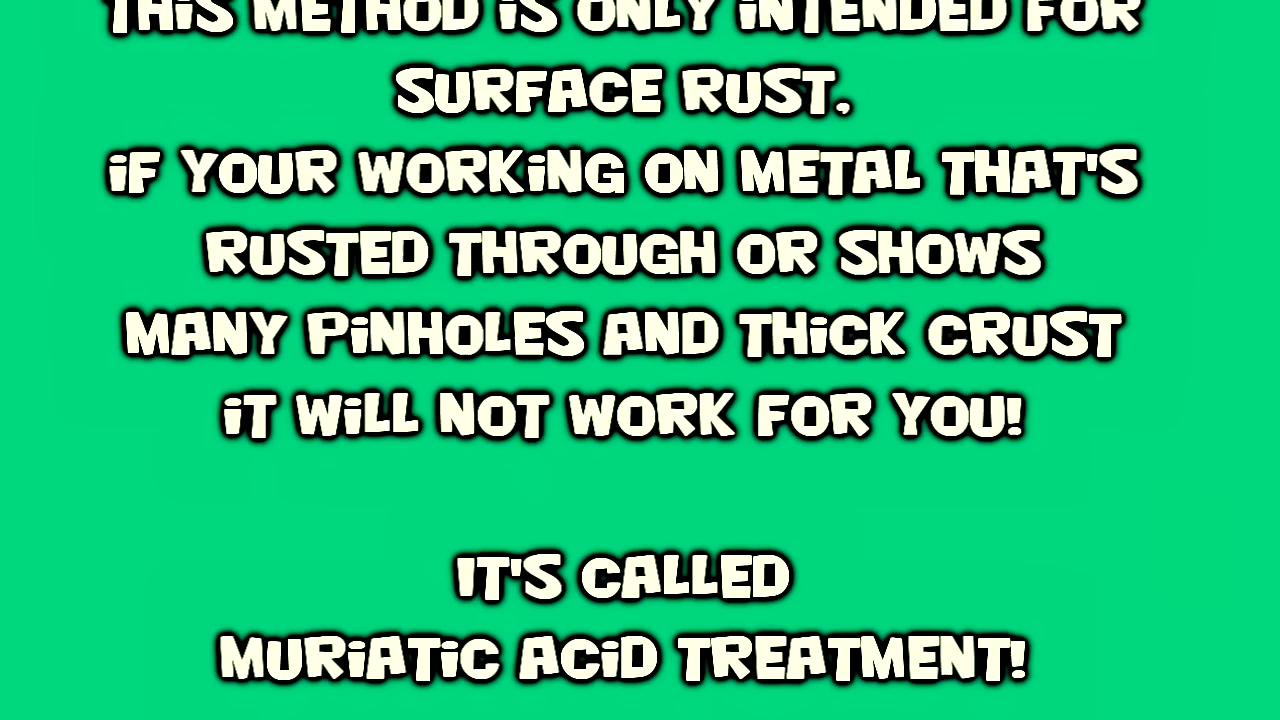 THIS METHOD IS ONLY INTENDED FOR
SURFACE RUST.
IF YOUR WORKING ON METAL THAT'S
RUSTED THROUGH OR SHOWS
MANY PINHOLES AND THICK CRUST
IT WILL NOT WORK FOR YOU!
IT'S CALLED
MURIATIC ACID TREATMENT!